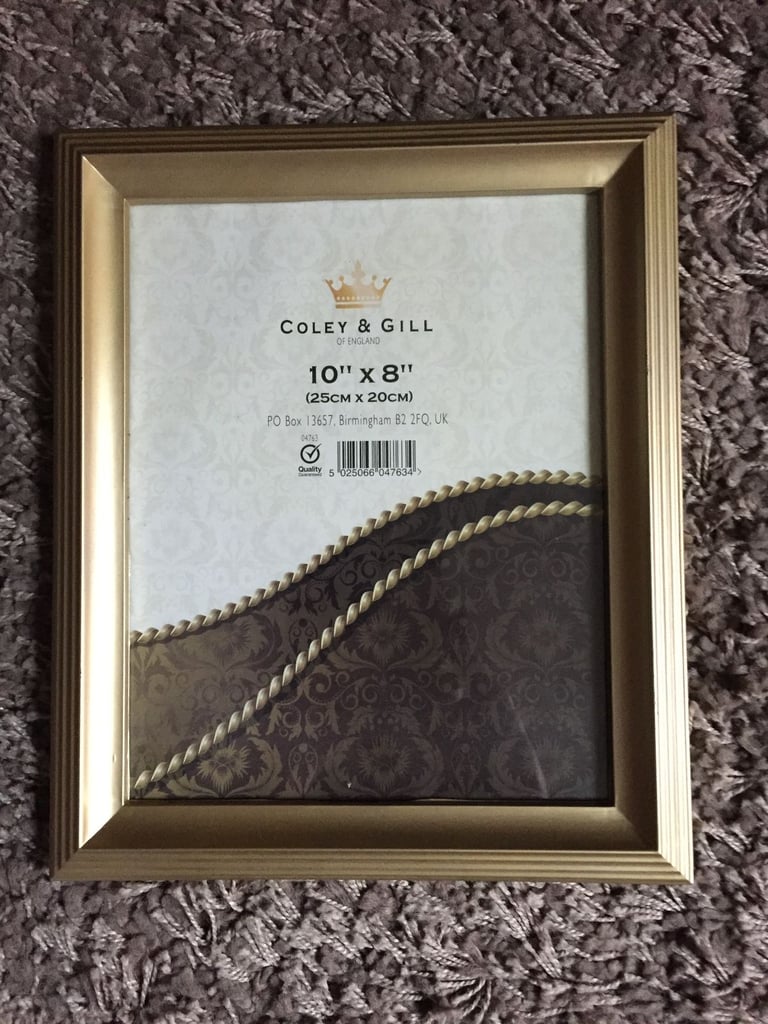 COLEY & GILL
OF ENGLAND
10" x 8"
(25CM X 20CM)
PO Box 13657, Birmingham B2 2FQ, UK
04763
Quality
Guaranteed
5 025066 047634 >